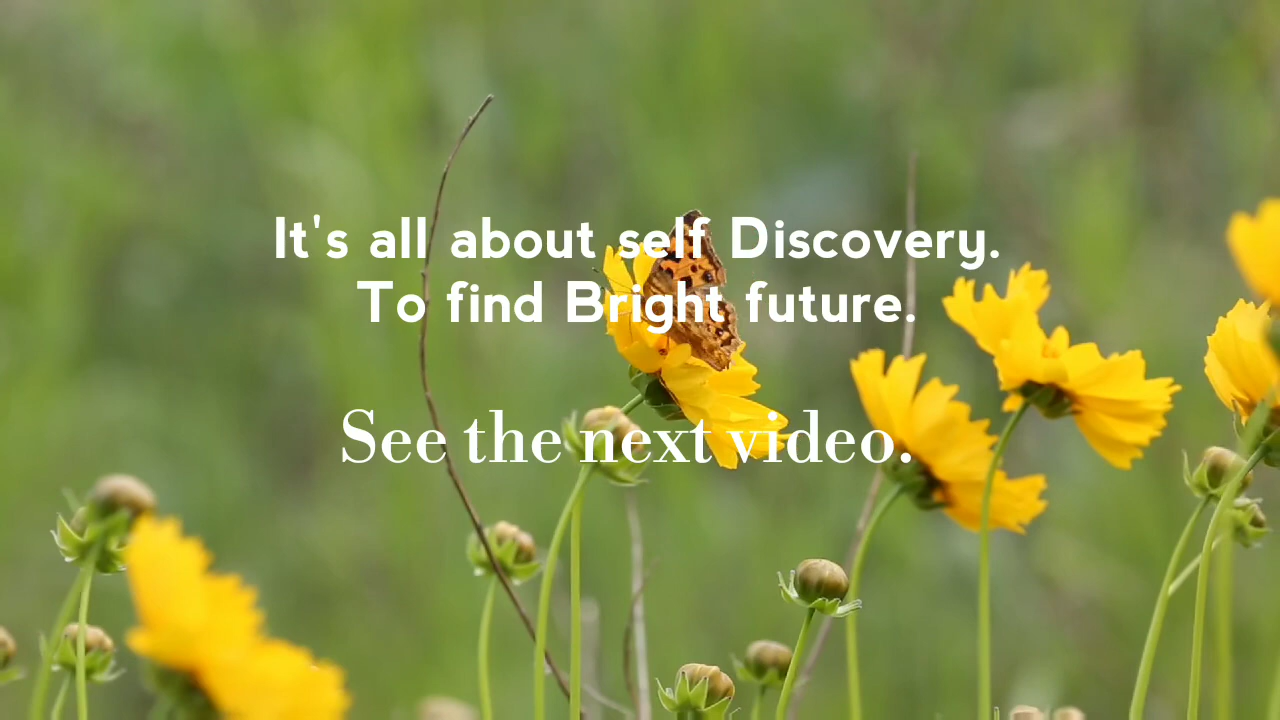 It's all about self Discovery.
To find Bright future.
See the next video.